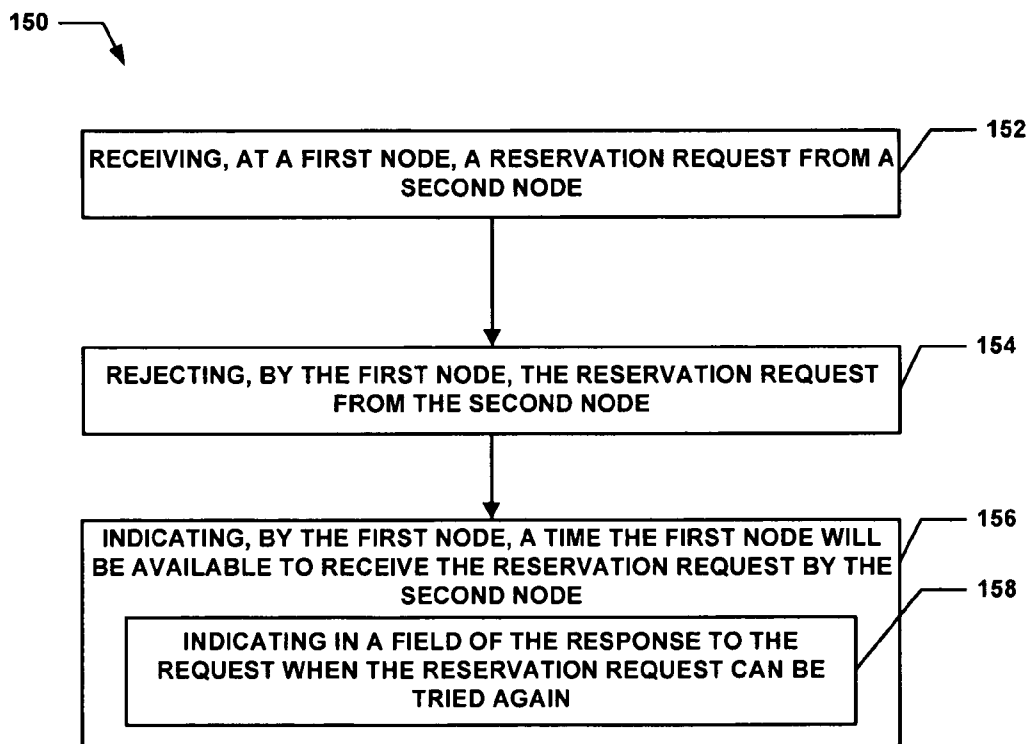 150
152
RECEIVING, AT A FIRST NODE, A RESERVATION REQUEST FROM A
SECOND NODE
154
REJECTING, BY THE FIRST NODE, THE RESERVATION REQUEST
FROM THE SECOND NODE
156
INDICATING, BY THE FIRST NODE, A TIME THE FIRST NODE WILL
BE AVAILABLE TO RECEIVE THE RESERVATION REQUEST BY THE
SECOND NODE
158
INDICATING IN A FIELD OF THE RESPONSE TO THE
REQUEST WHEN THE RESERVATION REQUEST CAN BE
TRIED AGAIN